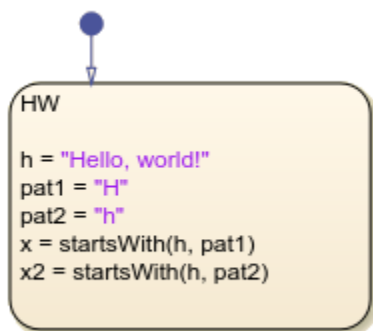 HW
h = "Hello, world!"
pat1 = "H"
pat2 = "h"
x = startsWith(h, pat1)
x2 = startsWith(h, pat2)